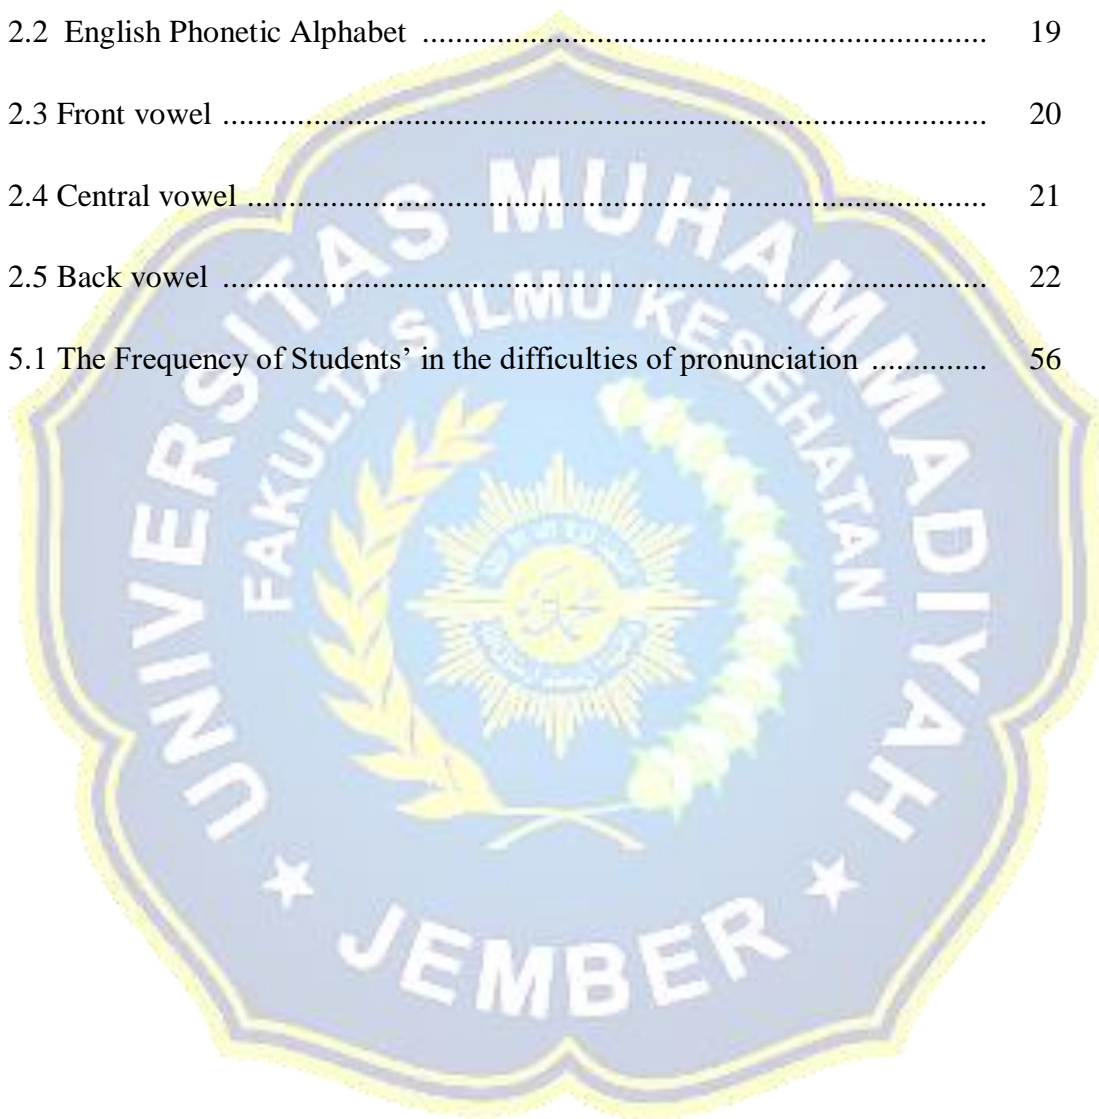 2.2 English Phonetic Alphabet ............................................................. 19
2.3 Front vowel .................................................................................. 20
2.4 Central vowel ............................................................................... 21
2.5 Back vowel .................................................................................. 22
5.1 The Frequency of Students’ in the difficulties of pronunciation .............. 56
UNIVERSITAS MUHAMMADIYAH
FAKULTAS ILMU KESEHATAN
JEMBER